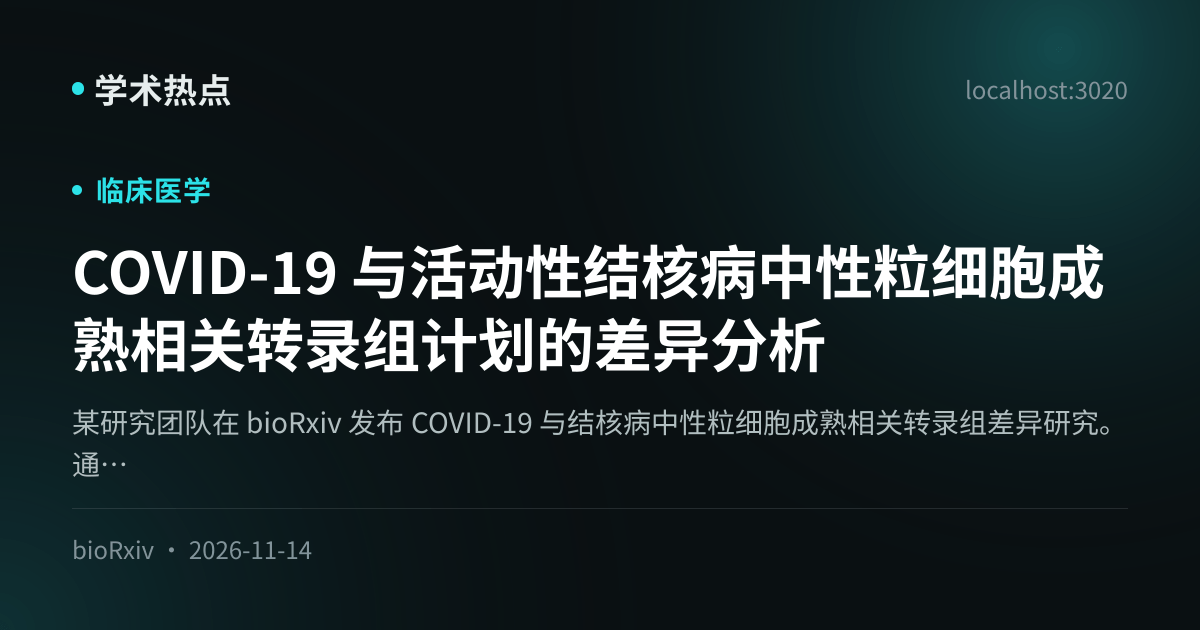 学术热点
localhost:3020
临床医学
COVID-19 与活动性结核病中性粒细胞成
熟相关转录组计划的差异分析
某研究团队在 bioRxiv 发布 COVID-19 与结核病中性粒细胞成熟相关转录组差异研究。
通…
bioRxiv · 2026-11-14